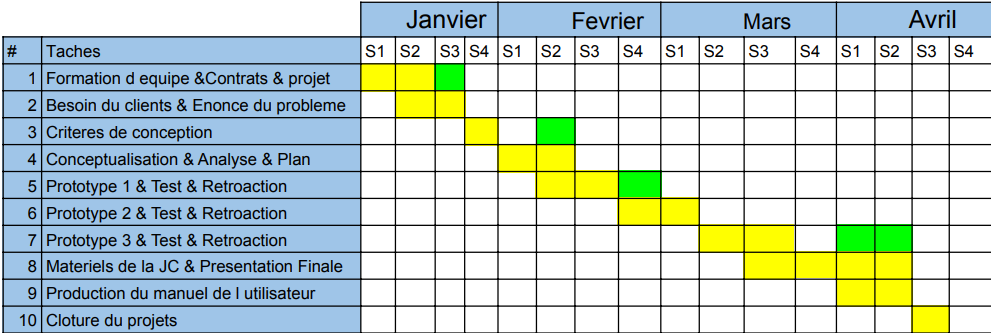 Janvier Fevrier Mars Avril
# Taches S1 S2 S3 S4 S1 S2 S3 S4 S1 S2 S3 S4 S1 S2 S3 S4
1 Formation d equipe &Contrats & projet
2 Besoin du clients & Enonce du probleme
3 Criteres de conception
4 Conceptualisation & Analyse & Plan
5 Prototype 1 & Test & Retroaction
6 Prototype 2 & Test & Retroaction
7 Prototype 3 & Test & Retroaction
8 Materiels de la JC & Presentation Finale
9 Production du manuel de l utilisateur
10 Cloture du projets